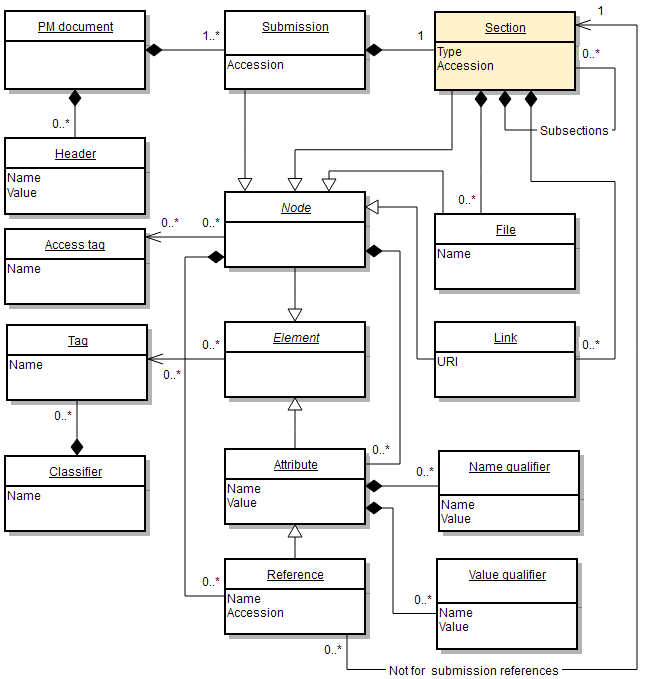 PM document
Submission
Section
1
1..*
1
Accession
Type
Accession
0..*
Subsections
0..*
Header
Name
Value
0..*
Node
File
Name
0..*
0..*
Access tag
Name
Tag
Name
0..*
0..*
Element
Link
URI
0..*
0..*
Classifier
Name
Attribute
Name
Value
0..*
0..*
Name qualifier
Name
Value
Reference
Name
Accession
0..*
0..*
Value qualifier
Name
Value
0..*
Not for submission references